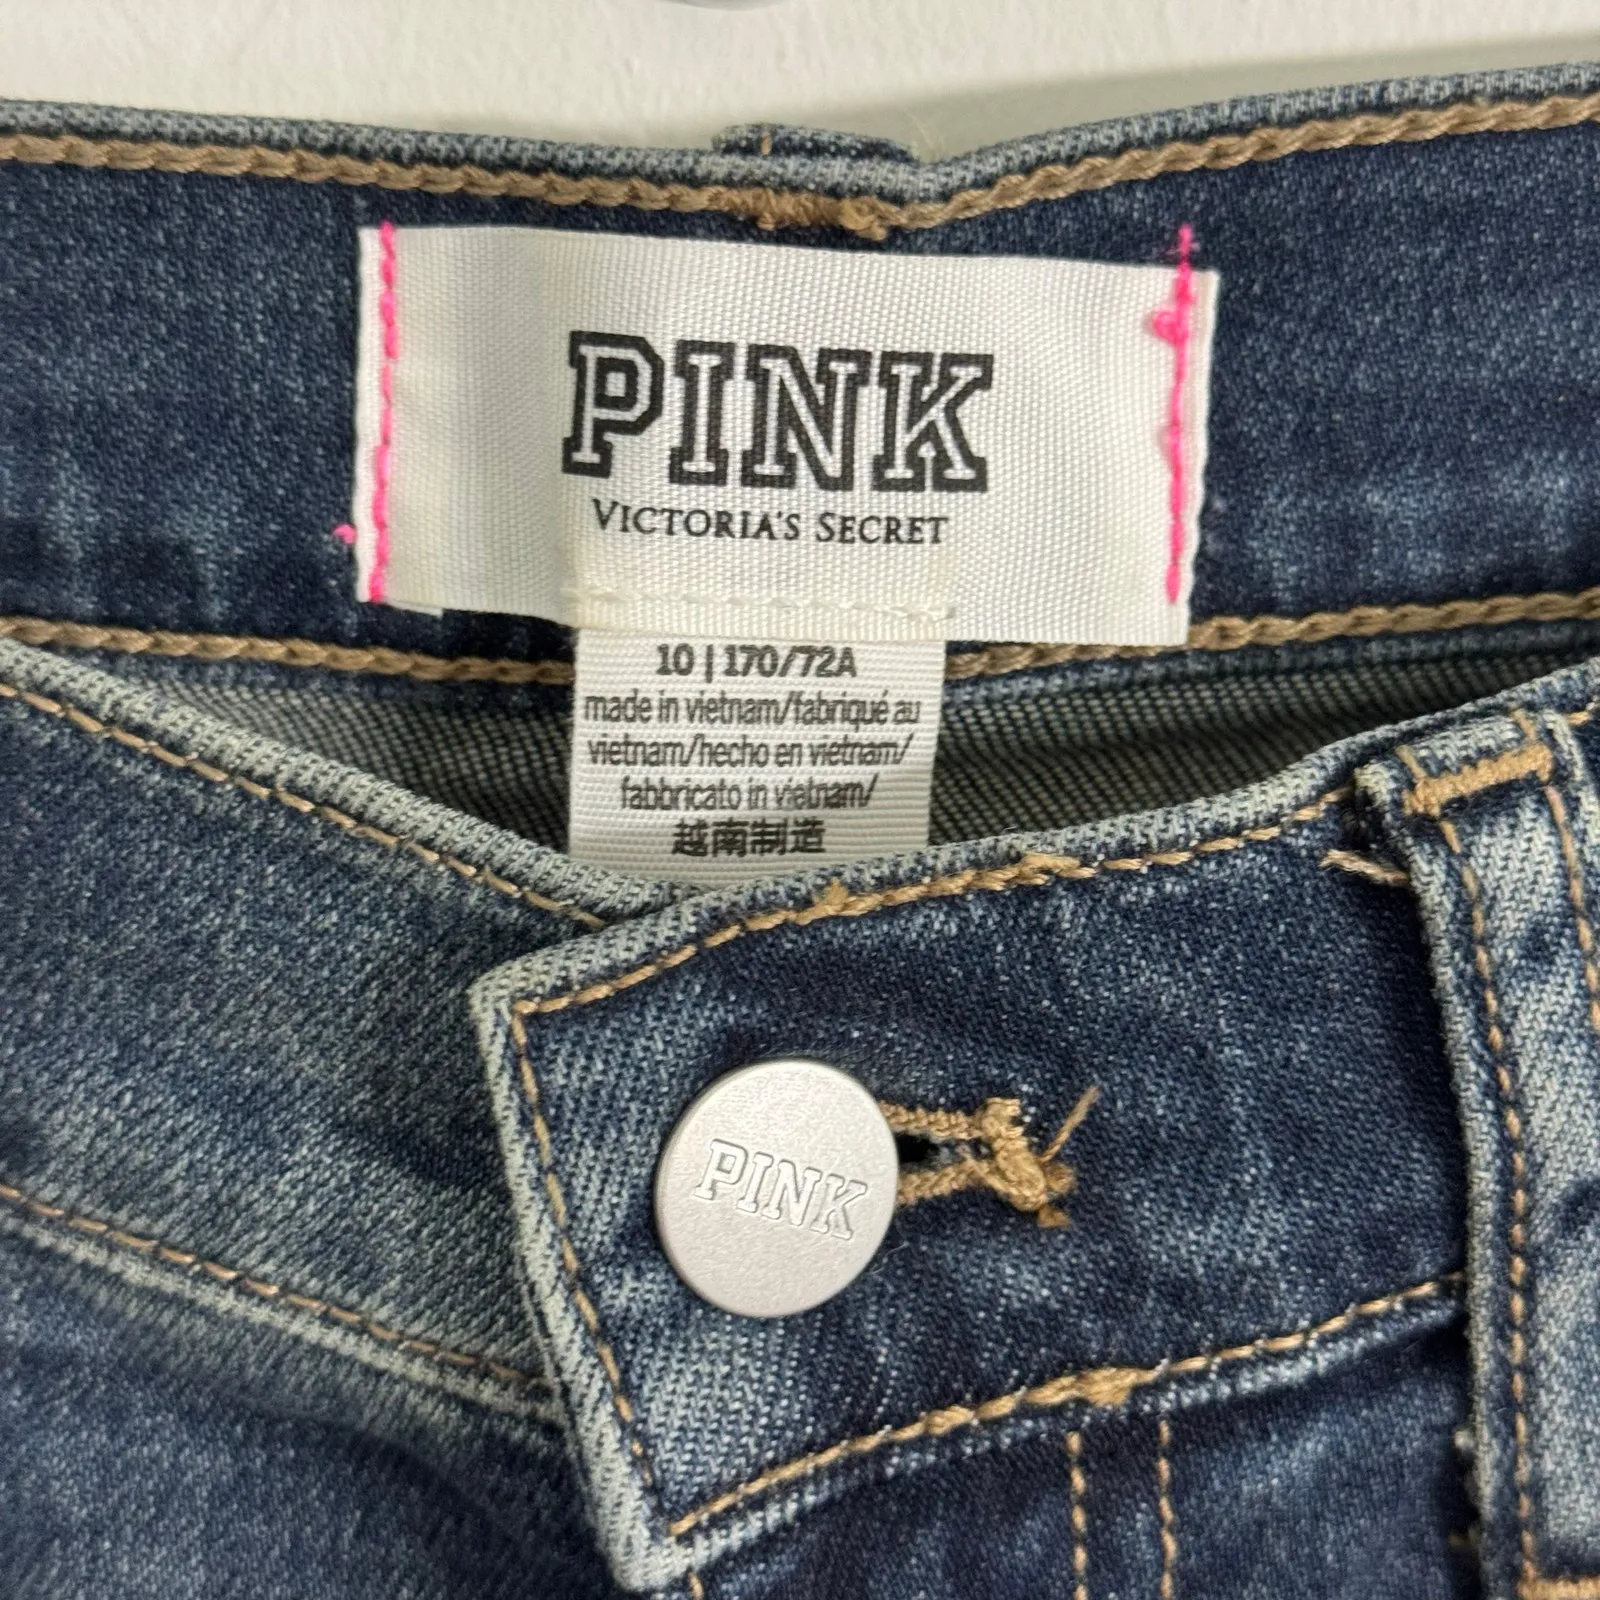 PINK
VICTORIA'S SECRET
10 | 170/72A
made in vietnam/fabriqué au
vietnam/hecho en vietnam/
fabbricato in vietnam/
越南制造
PINK